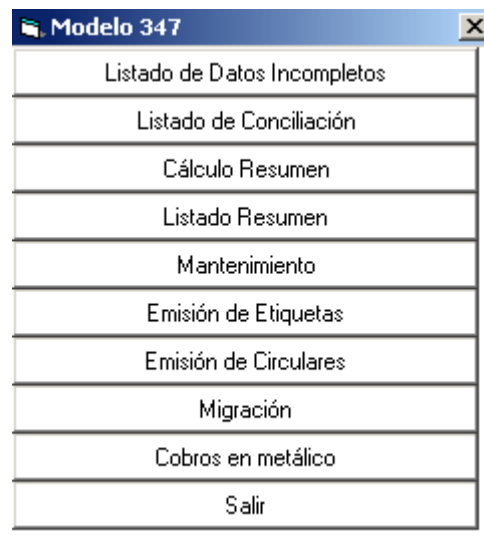 Modelo 347
Listado de Datos Incompletos
Listado de Conciliación
Cálculo Resumen
Listado Resumen
Mantenimiento
Emisión de Etiquetas
Emisión de Circulares
Migración
Cobros en metálico
Salir